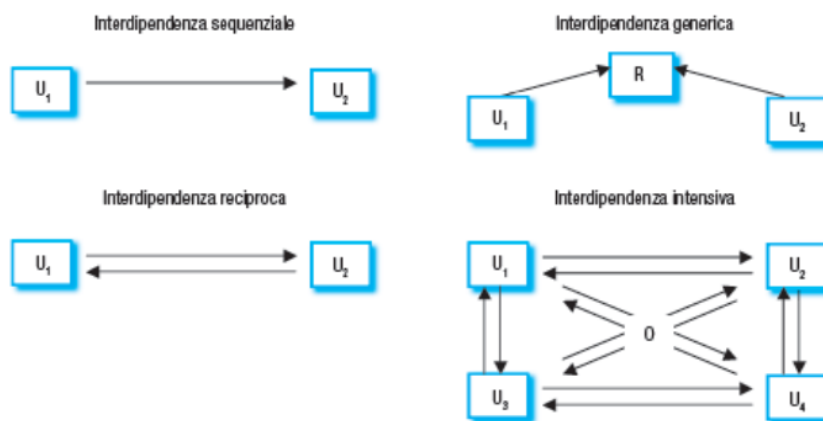 Interdipendenza sequenziale
U₁
U₂
Interdipendenza generica
R
U₁
U₂
Interdipendenza reciproca
U₁
U₂
Interdipendenza intensiva
U₁
U₂
O
U₃
U₄